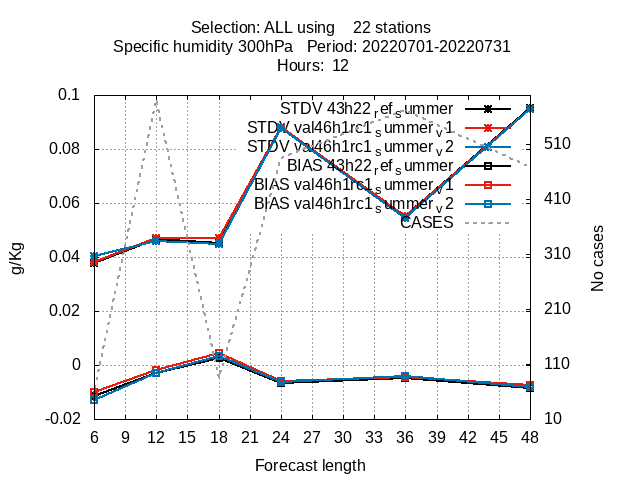 Selection: ALL using 22 stations
Specific humidity 300hPa Period: 20220701-20220731
Hours: 12
0.1
0.08
0.06
0.04
0.02
0
-0.02
g/Kg
STDV 43h22_ref_summer
STDV val46h1rc1_summer_v1
STDV val46h1rc1_summer_v2
BIAS 43h22_ref_summer
BIAS val46h1rc1_summer_v1
BIAS val46h1rc1_summer_v2
CASES
510
410
310
210
110
10
No cases
6 9 12 15 18 21 24 27 30 33 36 39 42 45 48
Forecast length